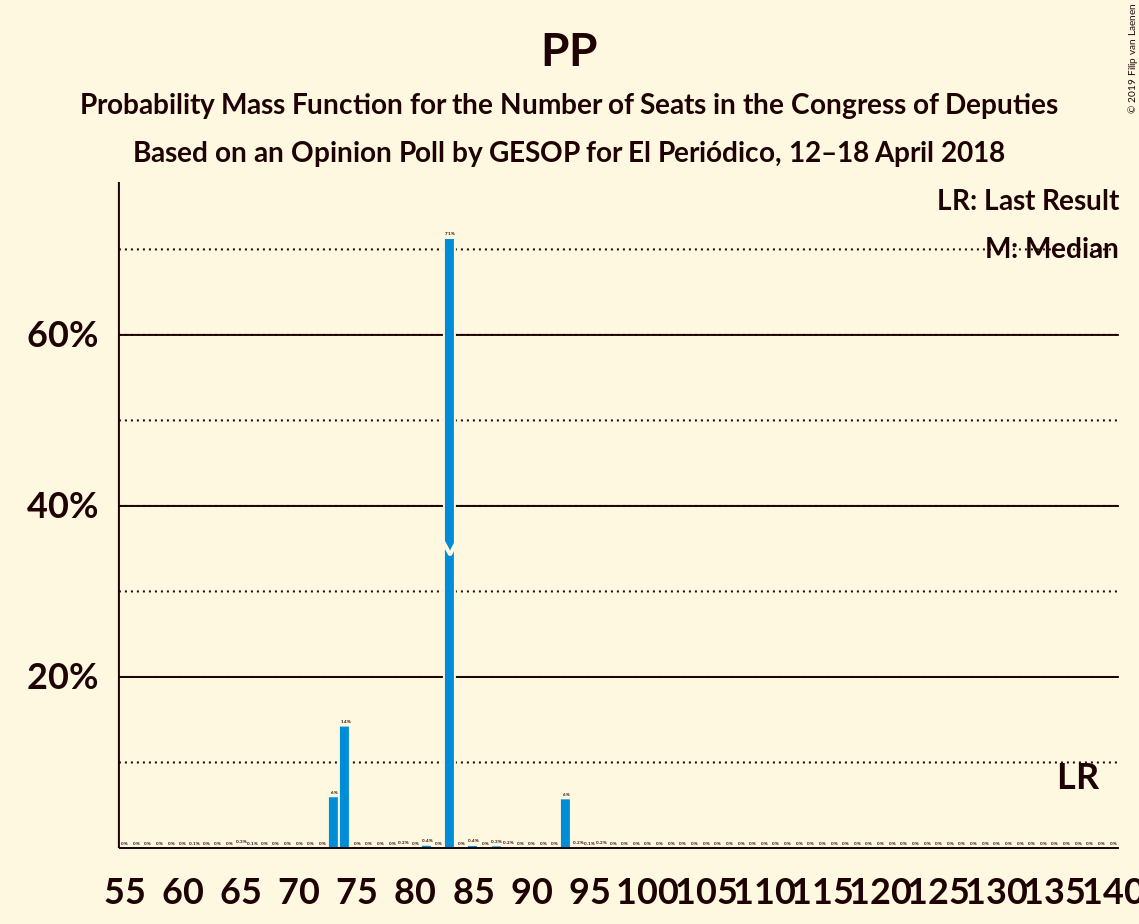 PP
Probability Mass Function for the Number of Seats in the Congress of Deputies
Based on an Opinion Poll by GESOP for El Periódico, 12–18 April 2018
© 2019 Filip van Laenen
LR: Last Result
M: Median
60%
40%
20%
71%
M
14%
6%
6%
LR
55 60 65 70 75 80 85 90 95 100 105 110 115 120 125 130 135 140